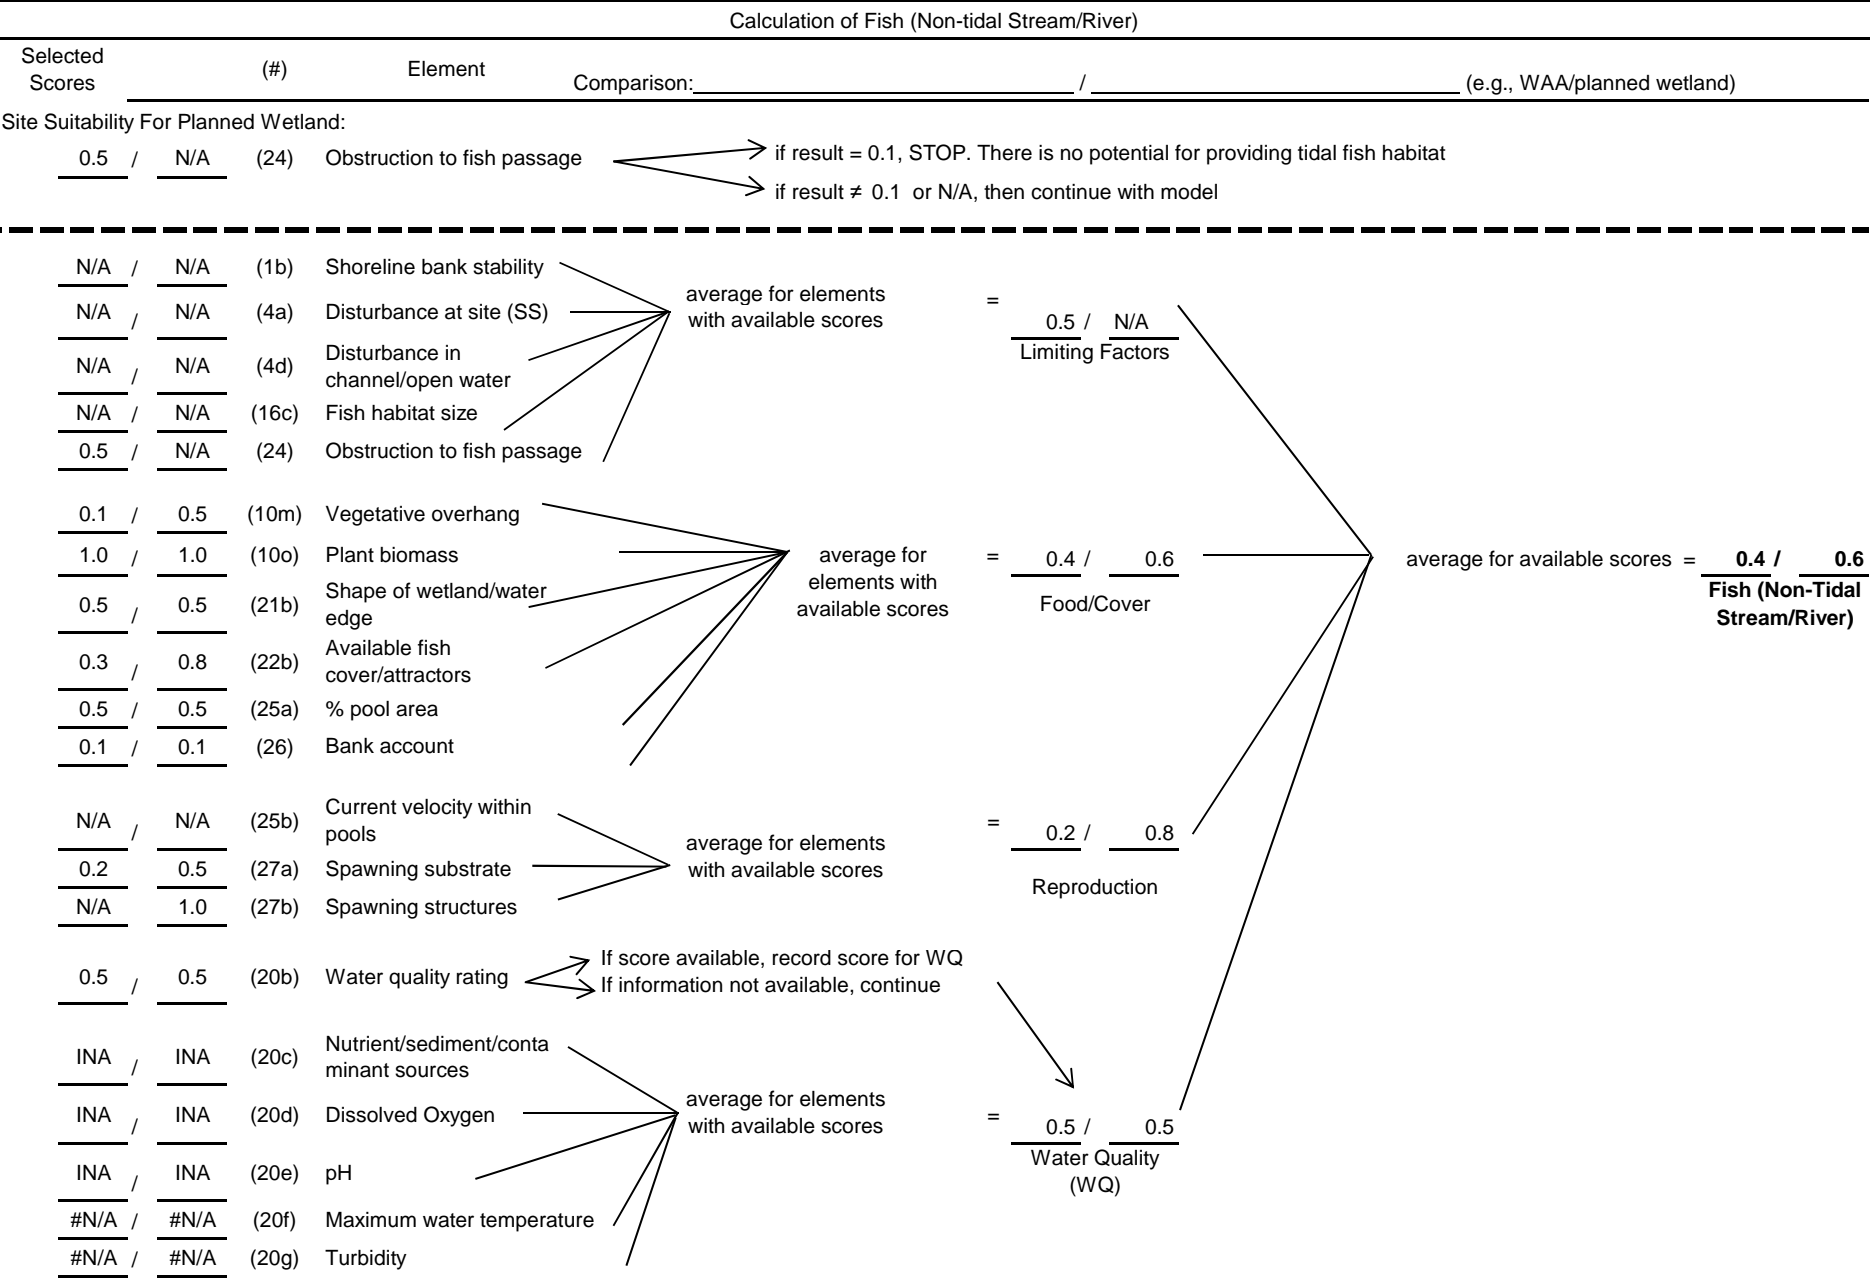 Calculation of Fish (Non-tidal Stream/River)
Selected
Scores
(#)
Element
Comparison: / (e.g., WAA/planned wetland)
Site Suitability For Planned Wetland:
0.5 / N/A (24) Obstruction to fish passage
if result = 0.1, STOP. There is no potential for providing tidal fish habitat
if result ≠ 0.1 or N/A, then continue with model
N/A / N/A (1b) Shoreline bank stability
N/A / N/A (4a) Disturbance at site (SS)
N/A / N/A (4d) Disturbance in
channel/open water
N/A / N/A (16c) Fish habitat size
0.5 / N/A (24) Obstruction to fish passage
average for elements
with available scores
=
0.5 / N/A
Limiting Factors
0.1 / 0.5 (10m) Vegetative overhang
1.0 / 1.0 (10o) Plant biomass
0.5 / 0.5 (21b) Shape of wetland/water
edge
0.3 / 0.8 (22b) Available fish
cover/attractors
0.5 / 0.5 (25a) % pool area
0.1 / 0.1 (26) Bank account
average for
elements with
available scores
= 0.4 / 0.6
Food/Cover
average for available scores = 0.4 / 0.6
Fish (Non-Tidal
Stream/River)
N/A / N/A (25b) Current velocity within
pools
0.2 0.5 (27a) Spawning substrate
N/A 1.0 (27b) Spawning structures
average for elements
with available scores
=
0.2 / 0.8
Reproduction
0.5 / 0.5 (20b) Water quality rating
If score available, record score for WQ
If information not available, continue
INA / INA (20c) Nutrient/sediment/conta
minant sources
INA / INA (20d) Dissolved Oxygen
INA / INA (20e) pH
#N/A / #N/A (20f) Maximum water temperature
#N/A / #N/A (20g) Turbidity
average for elements
with available scores
=
0.5 / 0.5
Water Quality
(WQ)